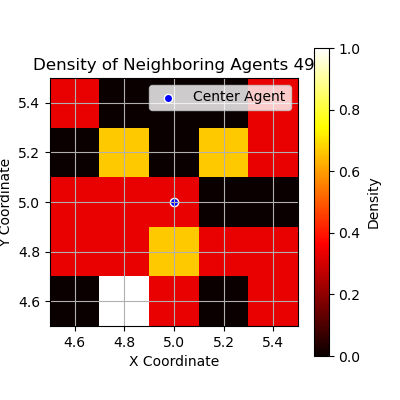 Density of Neighboring Agents 49
Center Agent
5.4
5.2
5.0
4.8
4.6
Y Coordinate
4.6 4.8 5.0 5.2 5.4
X Coordinate
1.0
0.8
0.6
0.4
0.2
0.0
Density